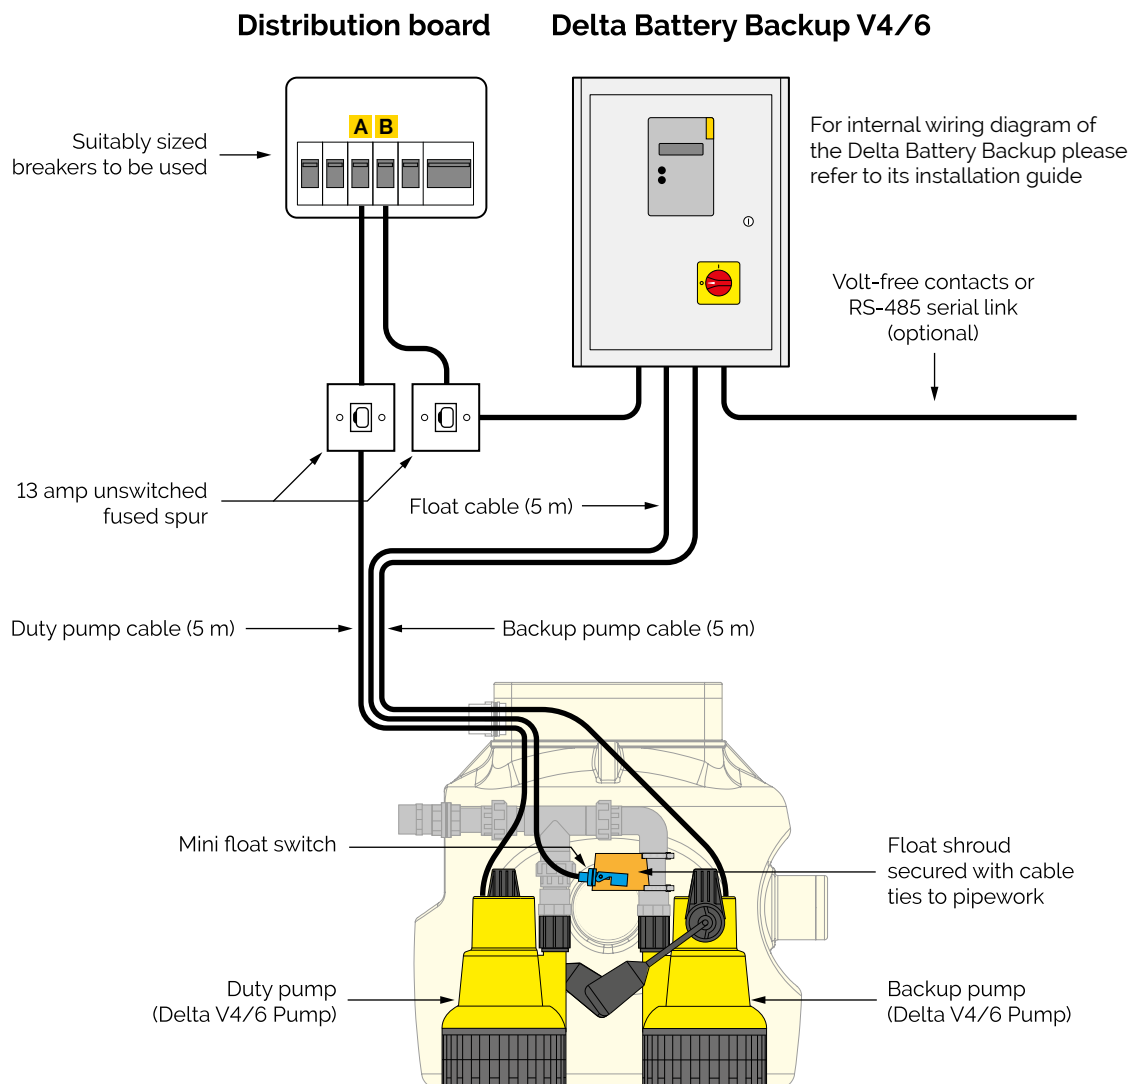 Distribution board
Delta Battery Backup V4/6
A B
Suitably sized
breakers to be used
For internal wiring diagram of
the Delta Battery Backup please
refer to its installation guide
Volt-free contacts or
RS-485 serial link
(optional)
13 amp unswitched
fused spur
Float cable (5 m)
Duty pump cable (5 m)
Backup pump cable (5 m)
Mini float switch
Float shroud
secured with cable
ties to pipework
Duty pump
(Delta V4/6 Pump)
Backup pump
(Delta V4/6 Pump)